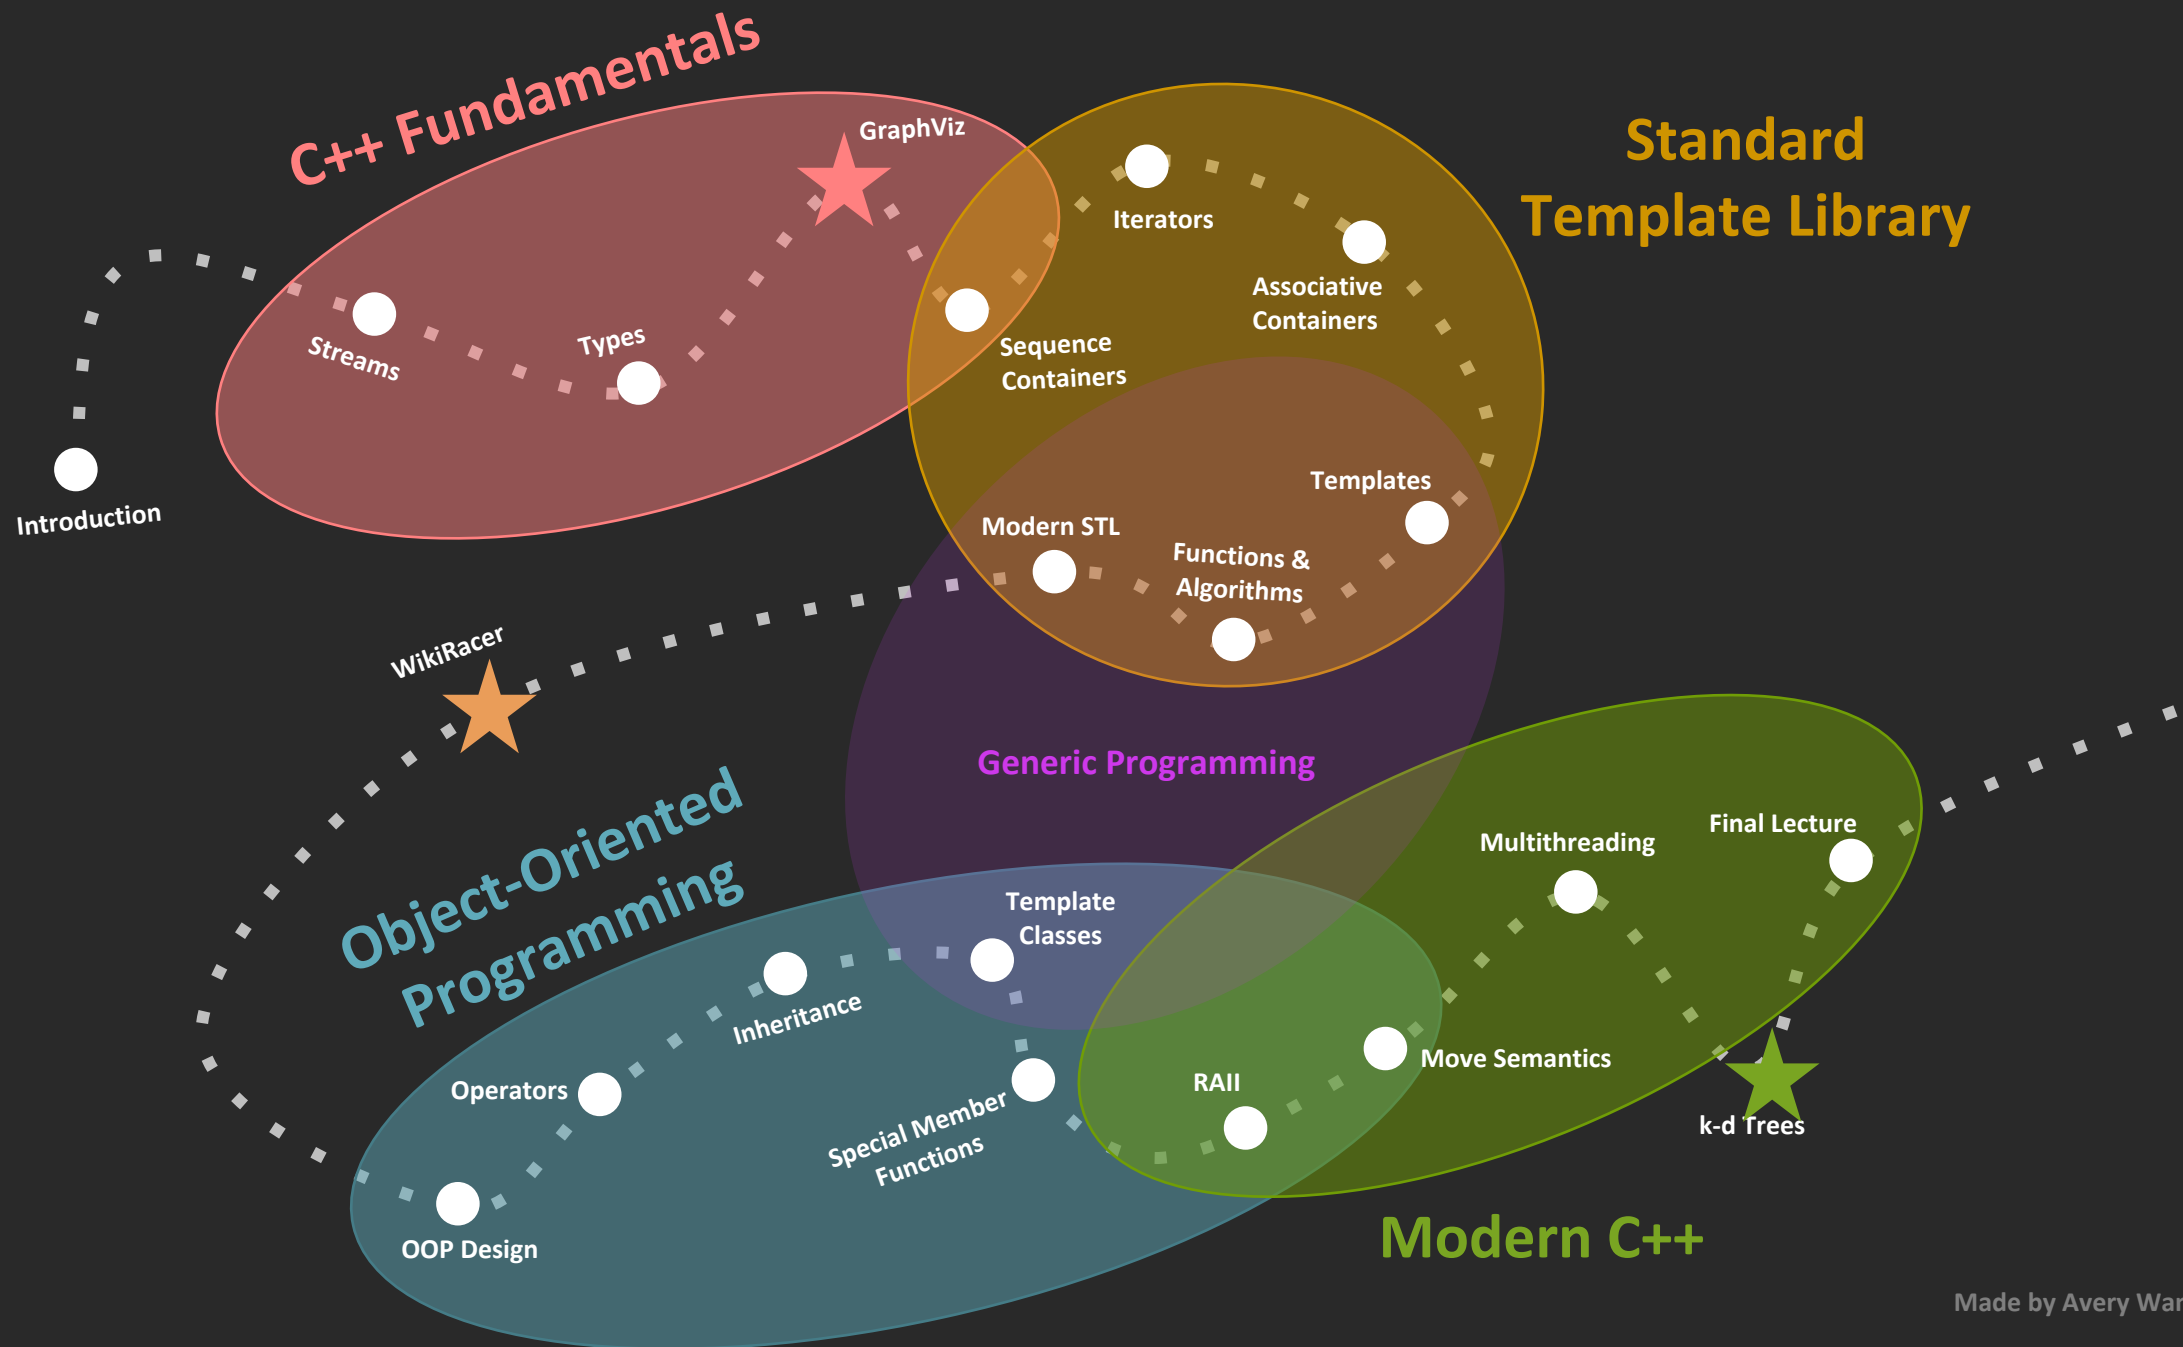 C++ Fundamentals
GraphViz
Standard
Template Library
Iterators
Associative
Containers
Streams
Types
Sequence
Containers
Introduction
Templates
Modern STL
Functions &
Algorithms
WikiRacer
Generic Programming
Object-Oriented
Programming
Multithreading
Final Lecture
Template
Classes
Inheritance
Operators
Special Member
Functions
RAII
Move Semantics
k-d Trees
OOP Design
Modern C++
Made by Avery